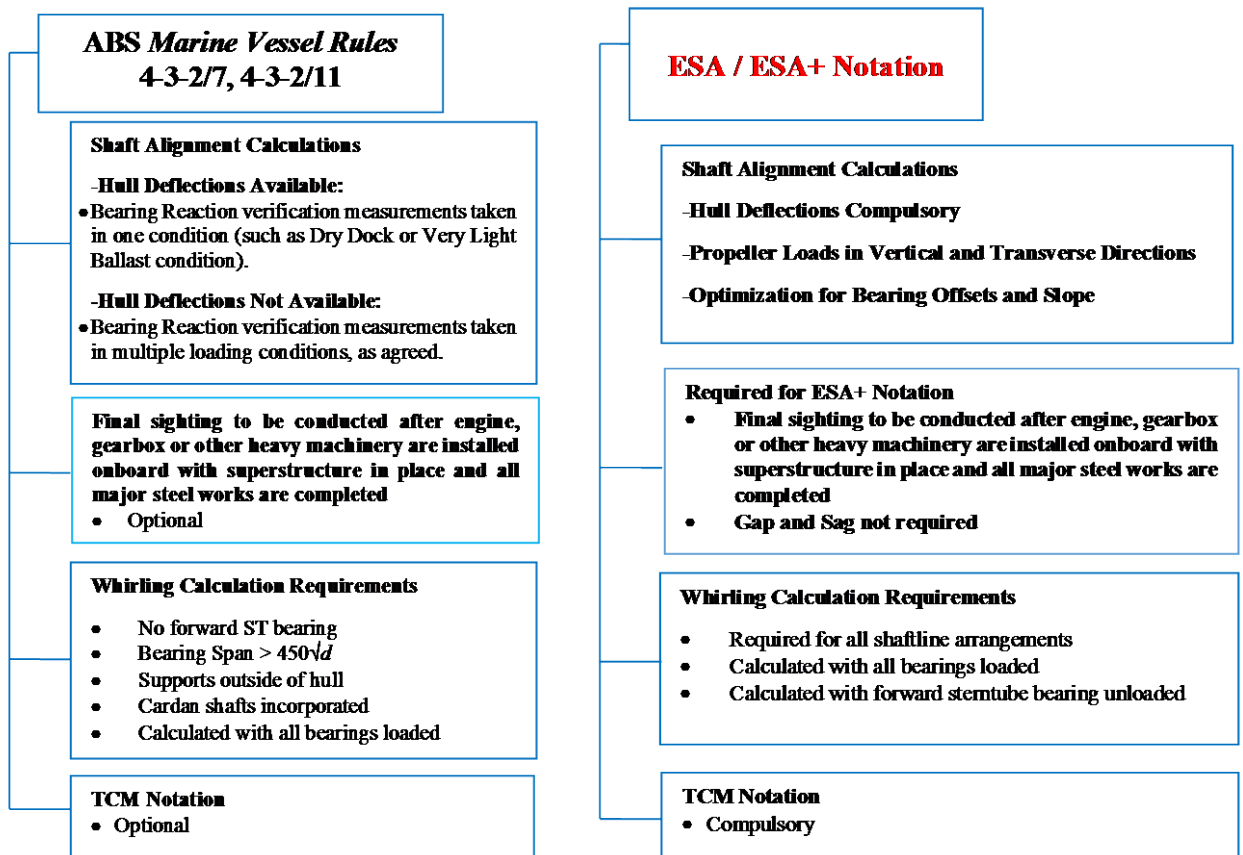 ABS Marine Vessel Rules
4-3-2/7, 4-3-2/11
Shaft Alignment Calculations
-Hull Deflections Available:
•Bearing Reaction verification measurements taken
in one condition (such as Dry Dock or Very Light
Ballast condition).
-Hull Deflections Not Available:
•Bearing Reaction verification measurements taken
in multiple loading conditions, as agreed.
Final sighting to be conducted after engine,
gearbox or other heavy machinery are installed
onboard with superstructure in place and all
major steel works are completed
• Optional
Whirling Calculation Requirements
• No forward ST bearing
• Bearing Span > 450√d
• Supports outside of hull
• Cardan shafts incorporated
• Calculated with all bearings loaded
TCM Notation
• Optional
ESA / ESA+ Notation
Shaft Alignment Calculations
-Hull Deflections Compulsory
-Propeller Loads in Vertical and Transverse Directions
-Optimization for Bearing Offsets and Slope
Required for ESA+ Notation
• Final sighting to be conducted after engine, gearbox
or other heavy machinery are installed onboard with
superstructure in place and all major steel works are
completed
• Gap and Sag not required
Whirling Calculation Requirements
• Required for all shaftline arrangements
• Calculated with all bearings loaded
• Calculated with forward sterntube bearing unloaded
TCM Notation
• Compulsory